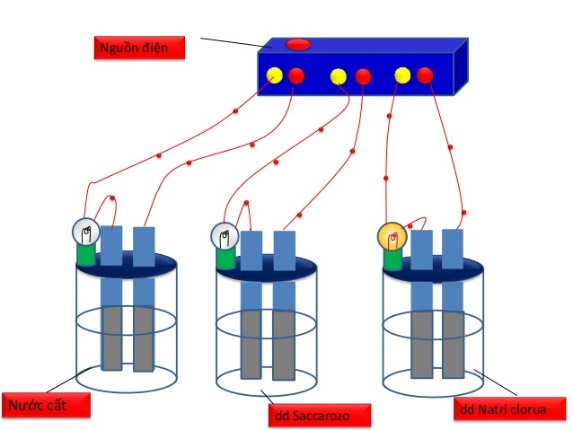 Nguồn điện
Nước cất
dd Saccarozo
dd Natri clorua